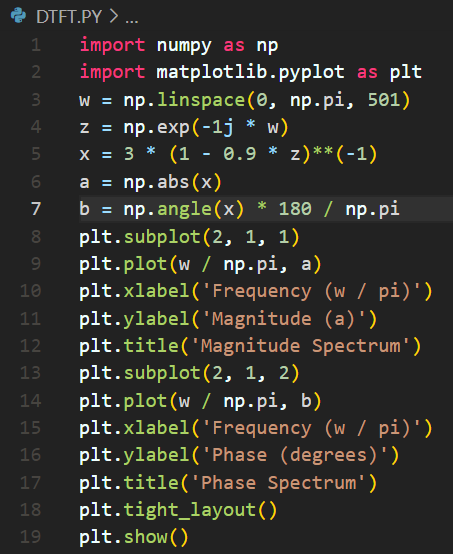 DTFT.PY > ...
1 import numpy as np
2 import matplotlib.pyplot as plt
3 w = np.linspace(0, np.pi, 501)
4 z = np.exp(-1j * w)
5 x = 3 * (1 - 0.9 * z)**(-1)
6 a = np.abs(x)
7 b = np.angle(x) * 180 / np.pi
8 plt.subplot(2, 1, 1)
9 plt.plot(w / np.pi, a)
10 plt.xlabel('Frequency (w / pi)')
11 plt.ylabel('Magnitude (a)')
12 plt.title('Magnitude Spectrum')
13 plt.subplot(2, 1, 2)
14 plt.plot(w / np.pi, b)
15 plt.xlabel('Frequency (w / pi)')
16 plt.ylabel('Phase (degrees)')
17 plt.title('Phase Spectrum')
18 plt.tight_layout()
19 plt.show()